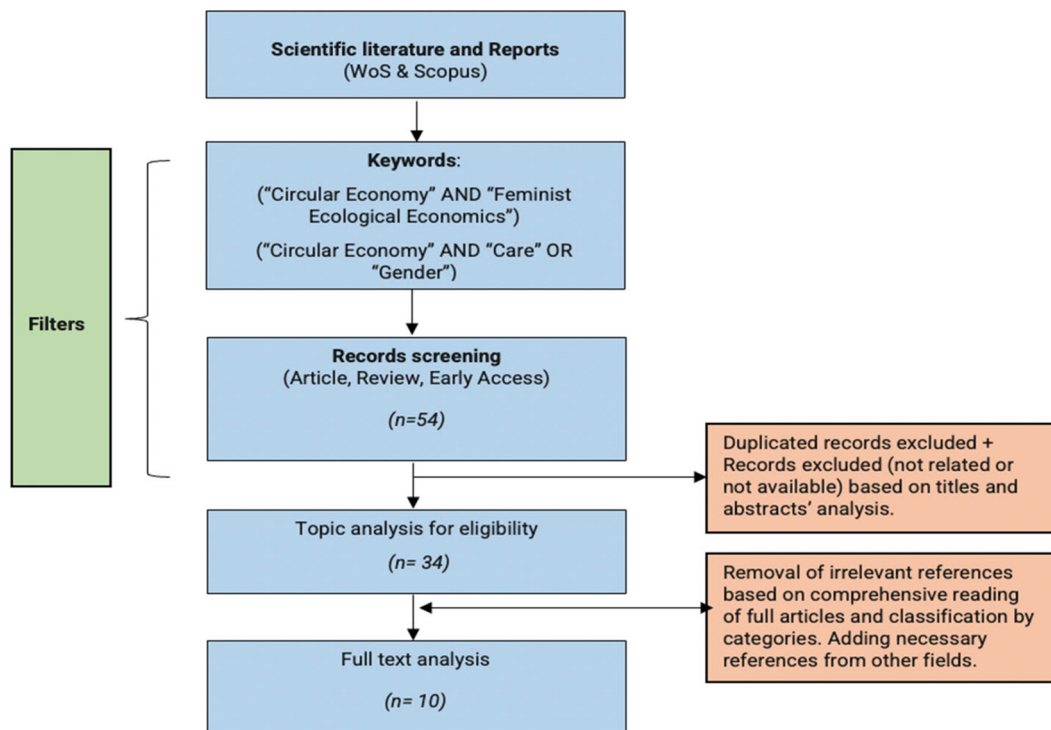 Scientific literature and Reports
(WoS & Scopus)
Filters
Keywords:
(“Circular Economy” AND “Feminist
Ecological Economics”)
(“Circular Economy” AND “Care” OR
“Gender”)
Records screening
(Article, Review, Early Access)
(n=54)
Duplicated records excluded +
Records excluded (not related or
not available) based on titles and
abstracts’ analysis.
Topic analysis for eligibility
(n= 34)
Removal of irrelevant references
based on comprehensive reading
of full articles and classification by
categories. Adding necessary
references from other fields.
Full text analysis
(n= 10)